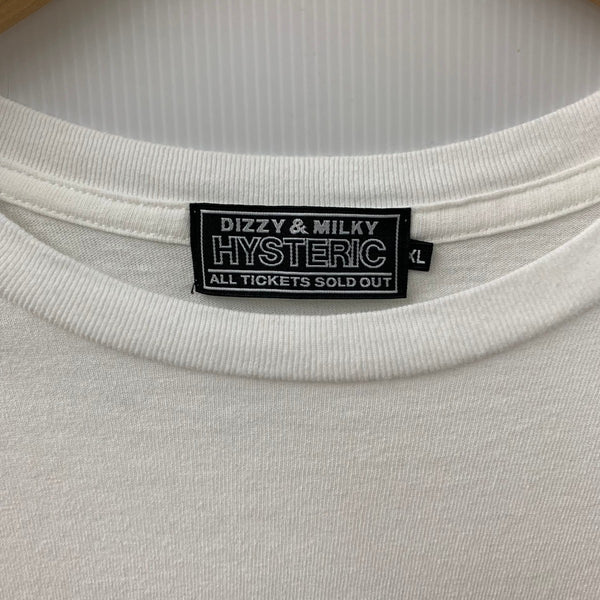 DIZZY & MILKY
HYSTERIC
ALL TICKETS SOLD OUT
XL